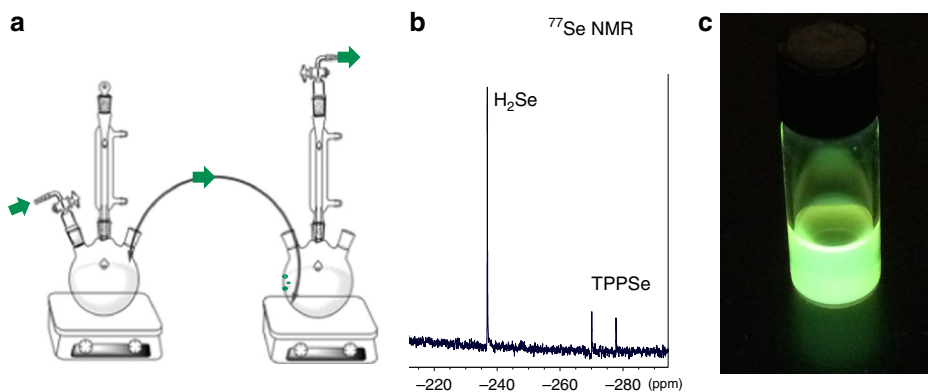 a
b
c
⁷⁷Se NMR
H₂Se
TPPSe
−220
−240
−260
−280
(ppm)